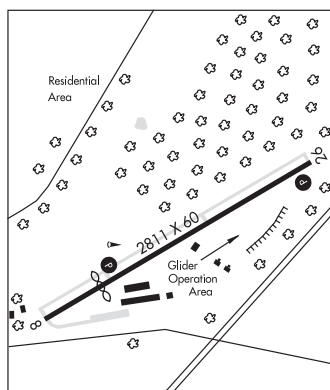 Residential
Area
26
P
2811 X 60
P
Glider
Operation
Area
8